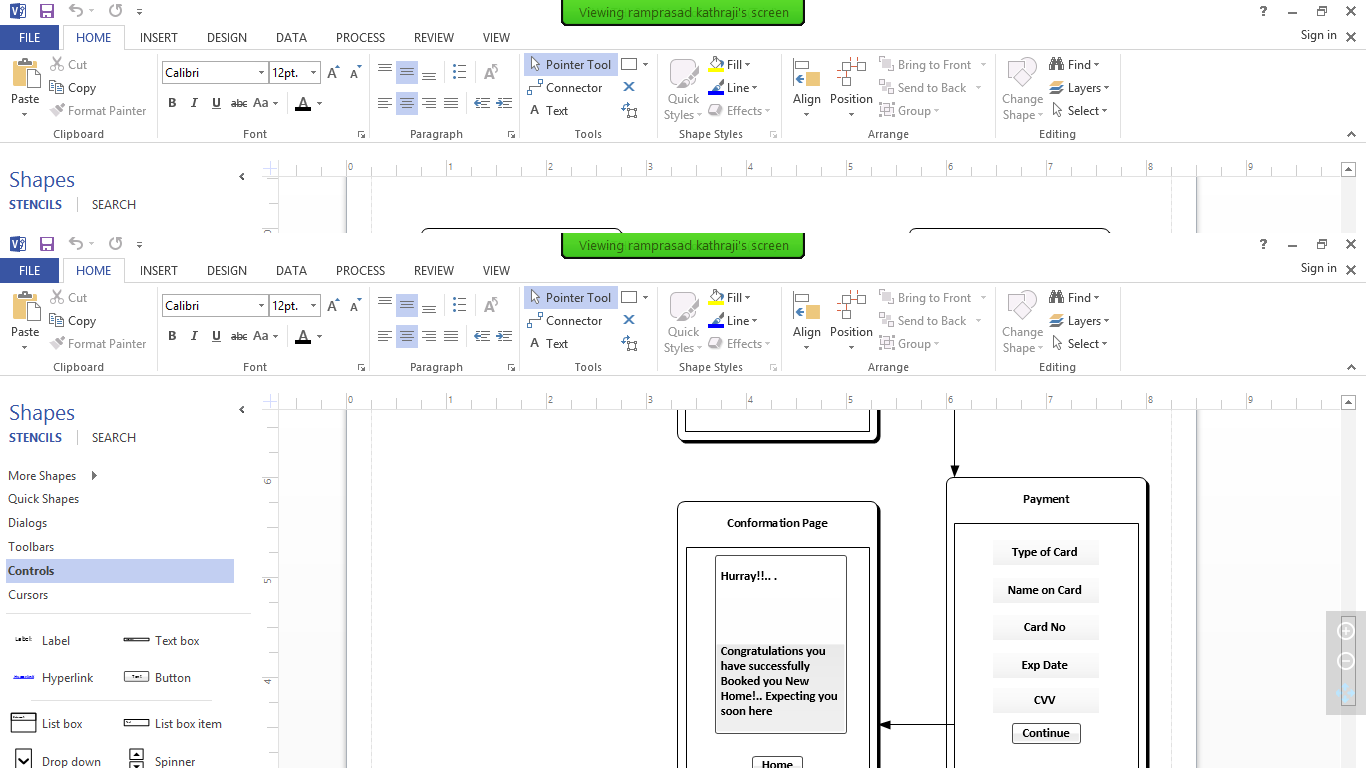 Viewing ramprasad kathraji's screen
?
FILE HOME INSERT DESIGN DATA PROCESS REVIEW VIEW Sign in
Paste Cut Copy Format Painter
Clipboard
Calibri 12pt. A A
B I U abc Aa A
Font
Paragraph
Pointer Tool
Connector
A Text
Tools
Quick Styles Fill Line Effects
Shape Styles
Align Position Bring to Front Send to Back Group
Arrange
Change Shape Find Layers Select
Editing
Shapes
STENCILS SEARCH
0 1 2 3 4 5 6 7 8 9
Viewing ramprasad kathraji's screen
?
FILE HOME INSERT DESIGN DATA PROCESS REVIEW VIEW Sign in
Paste Cut Copy Format Painter
Clipboard
Calibri 12pt. A A
B I U abc Aa A
Font
Paragraph
Pointer Tool
Connector
A Text
Tools
Quick Styles Fill Line Effects
Shape Styles
Align Position Bring to Front Send to Back Group
Arrange
Change Shape Find Layers Select
Editing
Shapes
STENCILS SEARCH
0 1 2 3 4 5 6 7 8 9
More Shapes
Quick Shapes
Dialogs
Toolbars
Controls
Cursors
Label Text box
Hyperlink Button
List box List box item
Drop down Spinner
6
5
4
Conformation Page
Hurray!!.. .
Congratulations you
have successfully
Booked you New
Home!.. Expecting you
soon here
Home
Payment
Type of Card
Name on Card
Card No
Exp Date
CVV
Continue